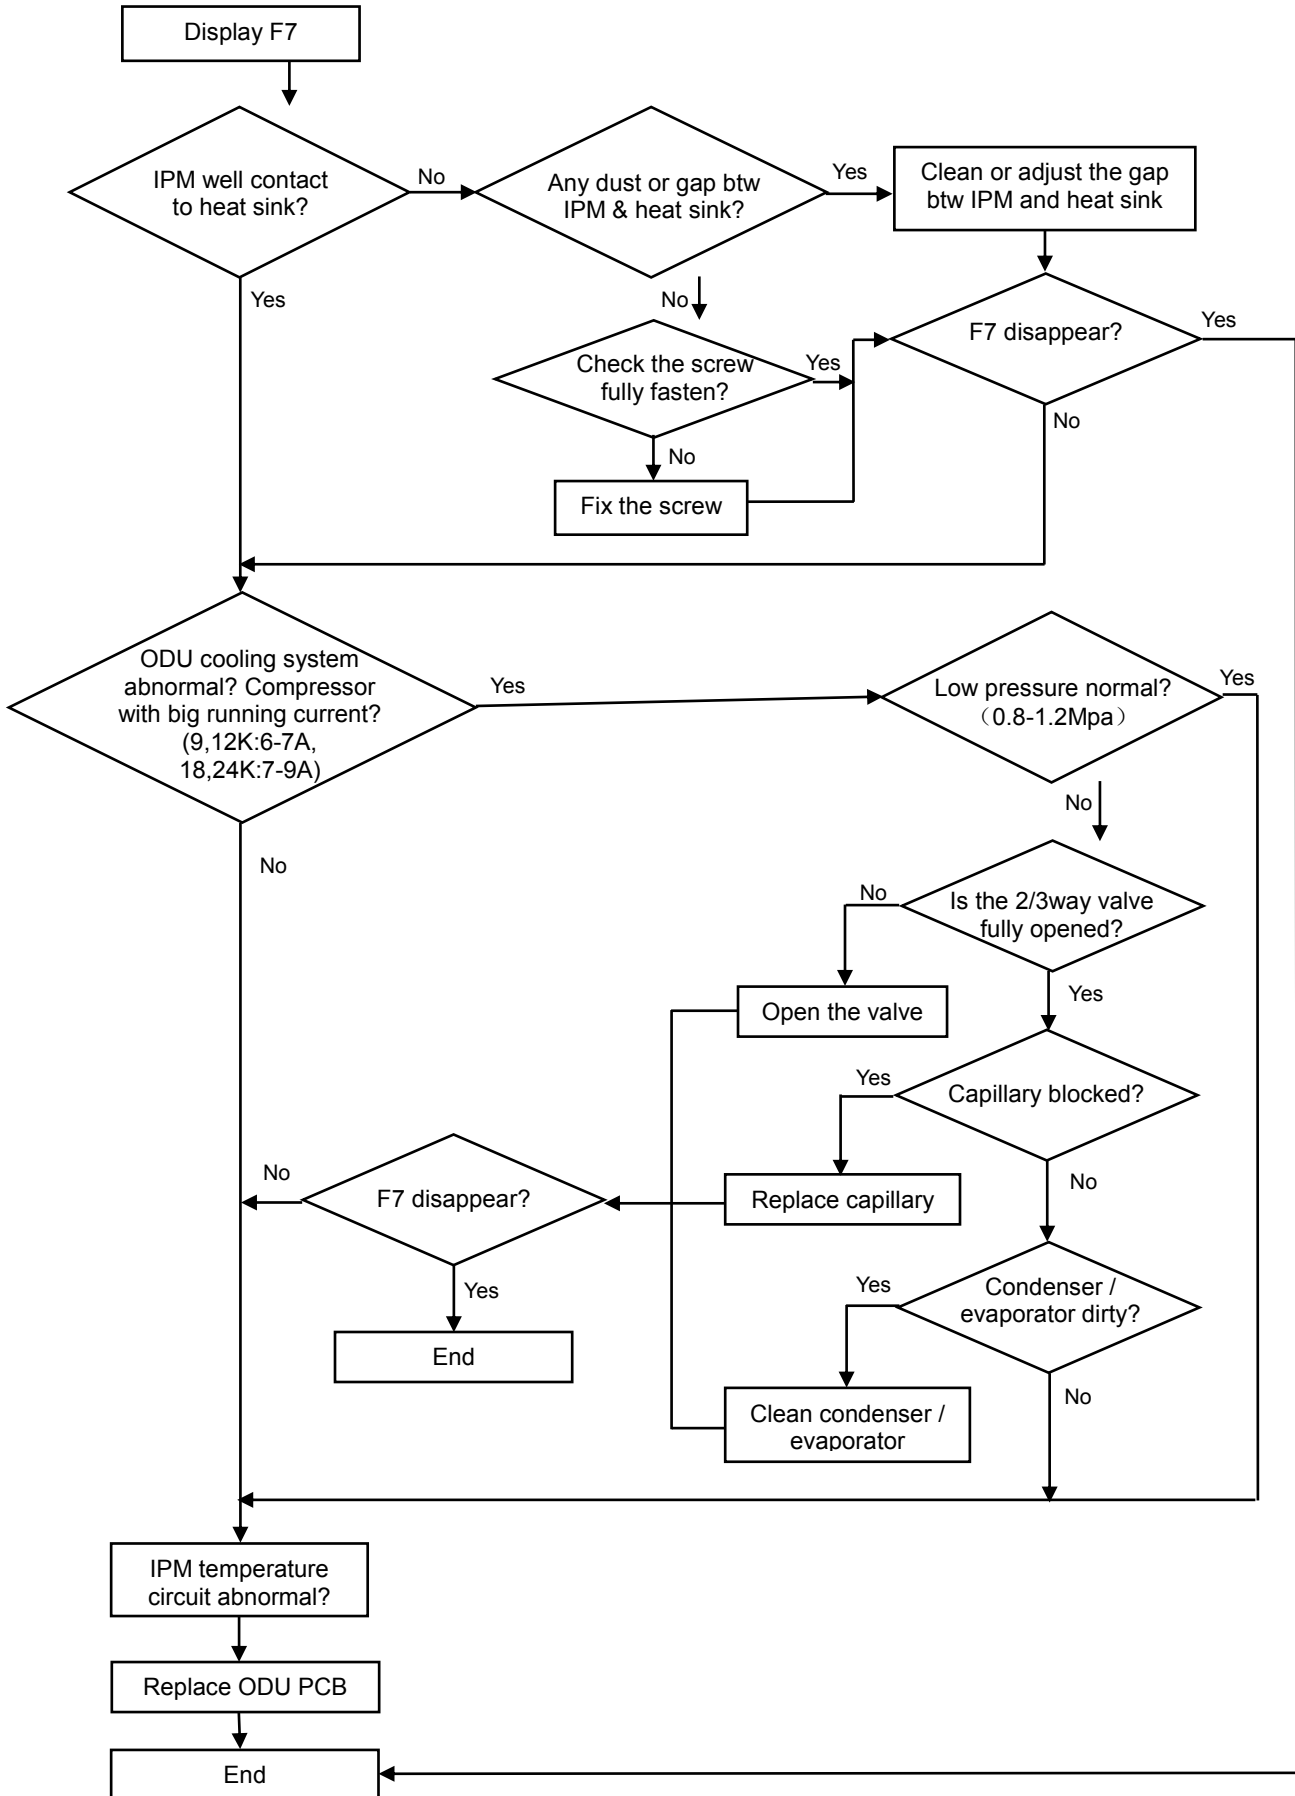 Display F7
IPM well contact
to heat sink?
No
Any dust or gap btw
IPM & heat sink?
Yes
Clean or adjust the gap
btw IPM and heat sink
Yes
No
F7 disappear?
Yes
Check the screw
fully fasten?
Yes
No
No
Fix the screw
ODU cooling system
abnormal? Compressor
with big running current?
(9,12K:6-7A,
18,24K:7-9A)
Yes
Low pressure normal?
（0.8-1.2Mpa）
Yes
No
No
Is the 2/3way valve
fully opened?
No
Yes
Open the valve
Capillary blocked?
Yes
No
Replace capillary
F7 disappear?
No
Yes
End
Condenser /
evaporator dirty?
Yes
No
Clean condenser /
evaporator
IPM temperature
circuit abnormal?
Replace ODU PCB
End